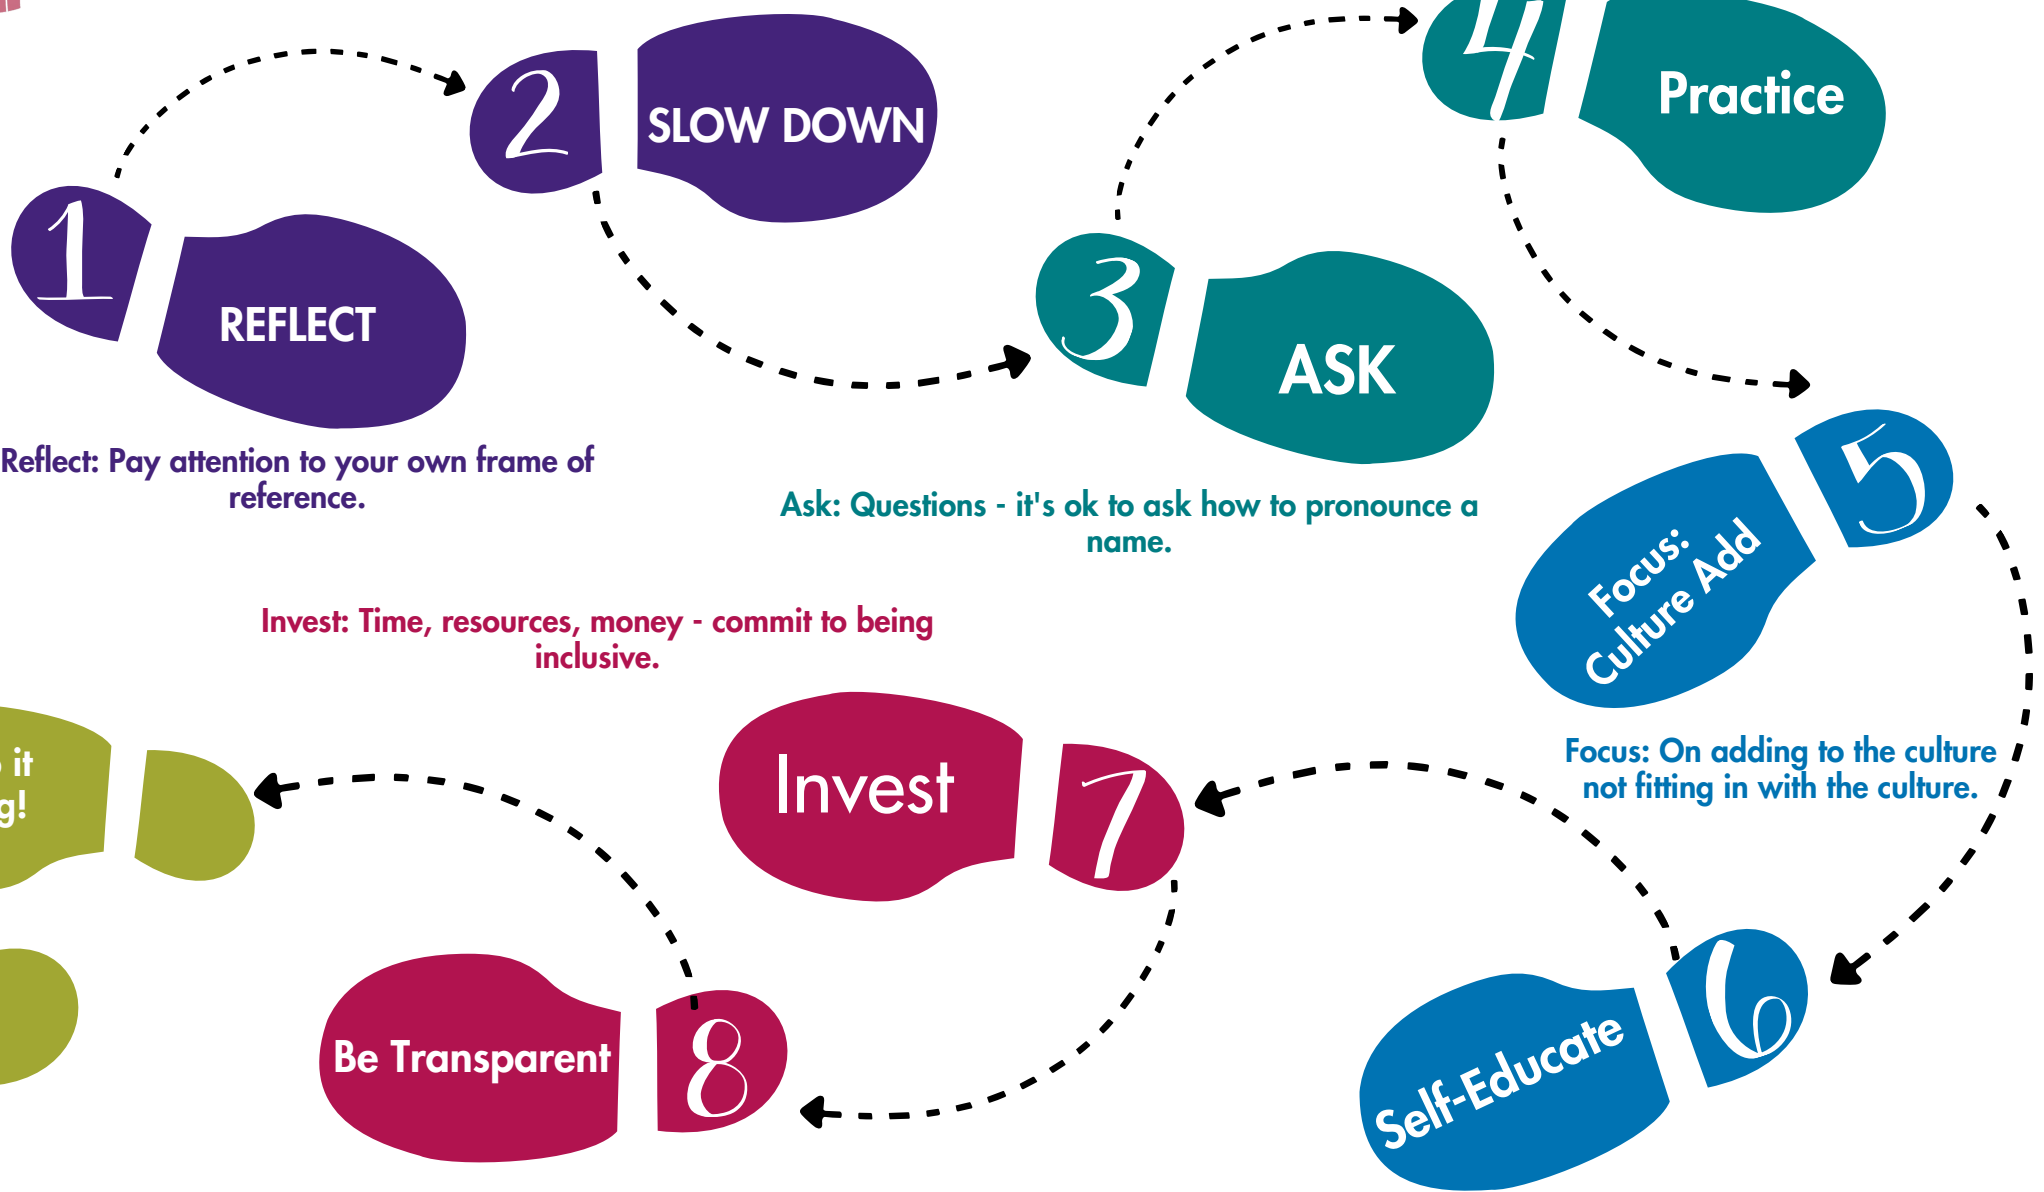 1
REFLECT
Reflect: Pay attention to your own frame of
reference.
2
SLOW DOWN
3
ASK
Ask: Questions - it's ok to ask how to pronounce a
name.
4
Practice
5
Focus:
Culture Add
Focus: On adding to the culture
not fitting in with the culture.
6
Self-Educate
Invest: Time, resources, money - commit to being
inclusive.
7
Invest
8
Be Transparent
it
g!